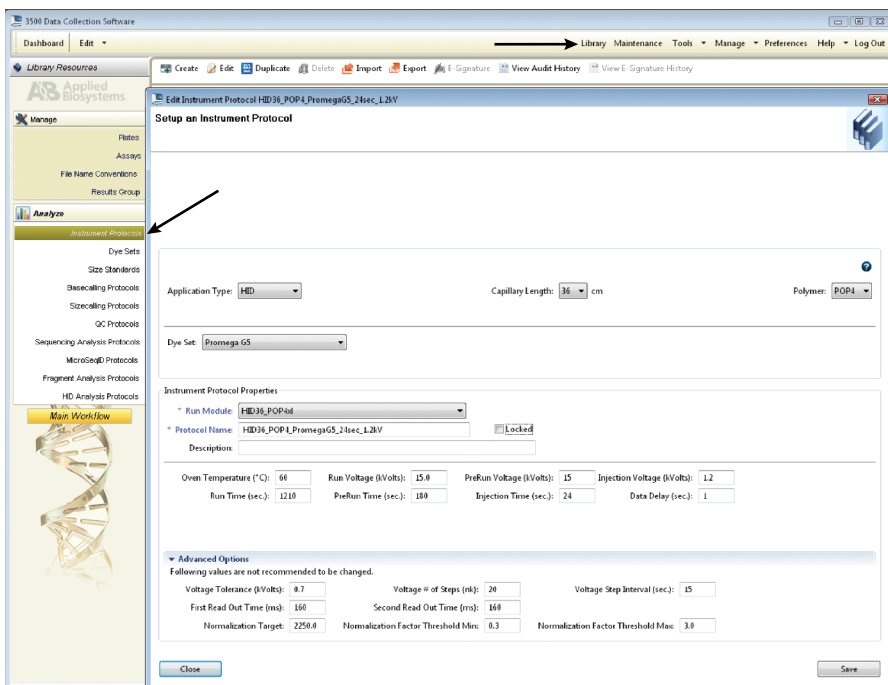 3500 Data Collection Software
Dashboard Edit Library Maintenance Tools Manage Preferences Help Log Out
Library Resources
Create Edit Duplicate Delete Import Export E-Signature View Audit History View E-Signature History
AB Applied Biosystems
Manage
Plates
Assays
File Name Conventions
Results Group
Analyze
Instrument Protocols
Dye Sets
Size Standards
Basecalling Protocols
Sizecalling Protocols
QC Protocols
Sequencing Analysis Protocols
MicroSeqID Protocols
Fragment Analysis Protocols
HID Analysis Protocols
Main Workflow
Edit Instrument Protocol HID36_POP4_PromegaG5_24sec_1.2kV
Setup an Instrument Protocol
Application Type: HID Capillary Length: 36 cm Polymer: POP4
Dye Set: Promega G5
Instrument Protocol Properties
* Run Module: HID36_POP4xl
* Protocol Name: HID36_POP4_PromegaG5_24sec_1.2kV Locked
Description:
Oven Temperature (°C): 60 Run Voltage (kVolts): 15.0 PreRun Voltage (kVolts): 15 Injection Voltage (kVolts): 1.2
Run Time (sec.): 1210 PreRun Time (sec.): 180 Injection Time (sec.): 24 Data Delay (sec.): 1
Advanced Options
Following values are not recommended to be changed.
Voltage Tolerance (kVolts): 0.7 Voltage # of Steps (nk): 20 Voltage Step Interval (sec.): 15
First Read Out Time (ms): 160 Second Read Out Time (ms): 160
Normalization Target: 2250.0 Normalization Factor Threshold Min: 0.3 Normalization Factor Threshold Max: 3.0
Close Save